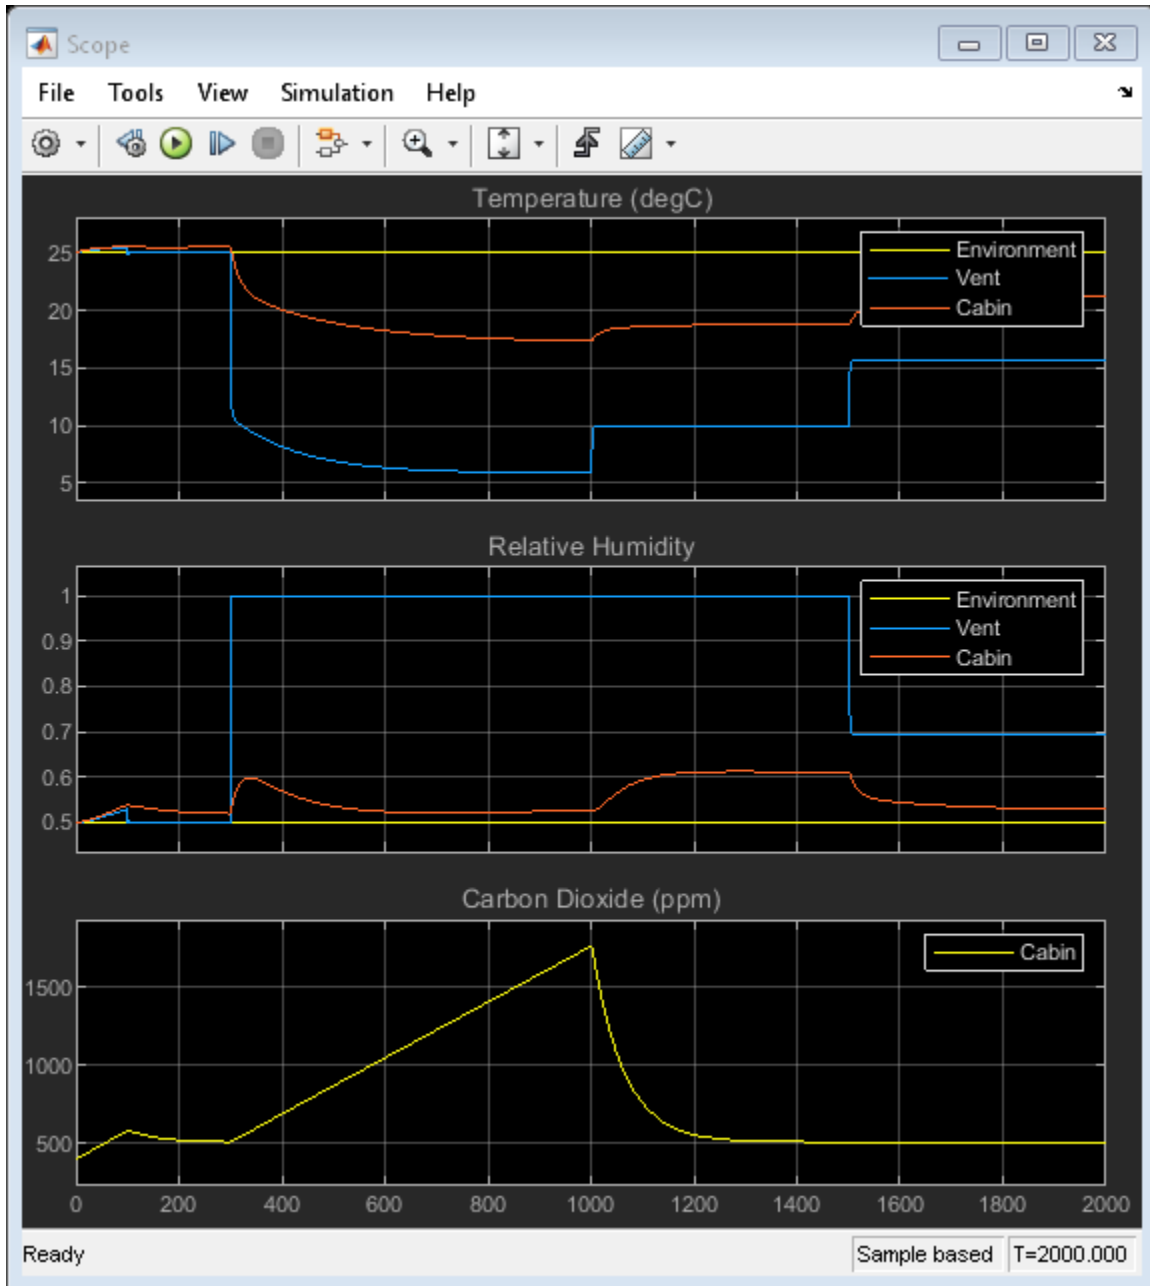 Scope
File Tools View Simulation Help
Temperature (degC)
25
20
15
10
5
Environment
Vent
Cabin
Relative Humidity
1
0.9
0.8
0.7
0.6
0.5
Environment
Vent
Cabin
Carbon Dioxide (ppm)
1500
1000
500
Cabin
0 200 400 600 800 1000 1200 1400 1600 1800 2000
Ready Sample based T=2000.000